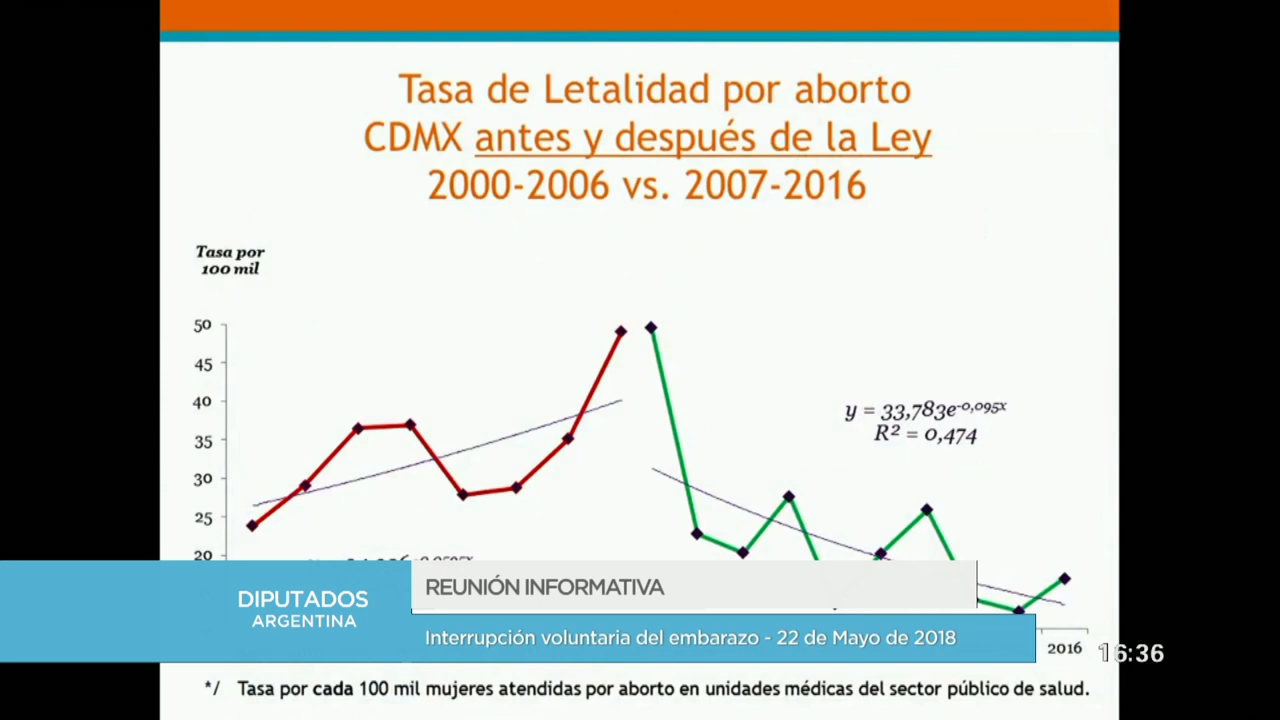 Tasa de Letalidad por aborto
CDMX antes y después de la Ley
2000-2006 vs. 2007-2016
Tasa por
100 mil
50
45
40
35
30
25
20
y = 33,783e-0,095x
R² = 0,474
DIPUTADOS
ARGENTINA
REUNIÓN INFORMATIVA
Interrupción voluntaria del embarazo - 22 de Mayo de 2018
2016
16:36
*/ Tasa por cada 100 mil mujeres atendidas por aborto en unidades médicas del sector público de salud.